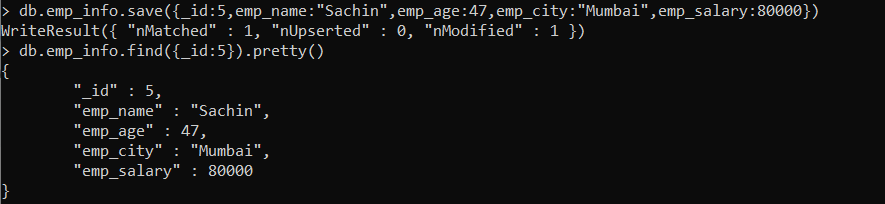 > db.emp_info.save({_id:5,emp_name:"Sachin",emp_age:47,emp_city:"Mumbai",emp_salary:80000})
WriteResult({ "nMatched" : 1, "nUpserted" : 0, "nModified" : 1 })
> db.emp_info.find({_id:5}).pretty()
{
        "_id" : 5,
        "emp_name" : "Sachin",
        "emp_age" : 47,
        "emp_city" : "Mumbai",
        "emp_salary" : 80000
}